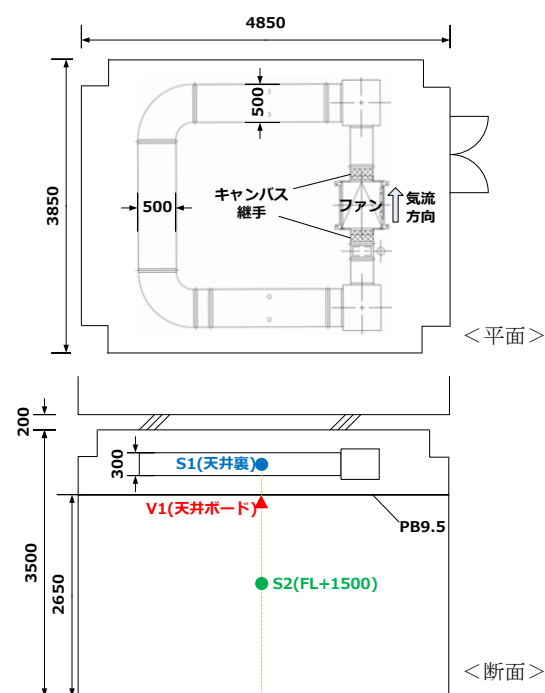 4850
500
3850
500
キャンバス
継手
ファン
気流
方向
<平面>
200
300
S1(天井裏)
V1(天井ボード)
PB9.5
3500
2650
S2(FL+1500)
<断面>